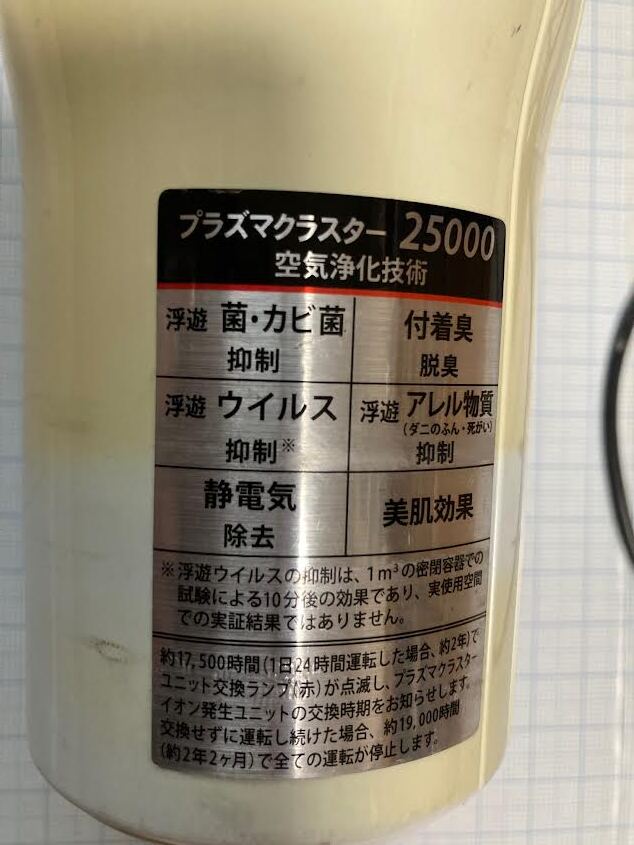 プラズマクラスター 25000
空気浄化技術
浮遊 菌・カビ菌
抑制
付着臭
脱臭
浮遊 ウイルス
抑制※
浮遊 アレル物質
(ダニのふん・死がい)
抑制
静電気
除去
美肌効果
※浮遊ウイルスの抑制は、1m³の密閉容器での
試験による10分後の効果であり、実使用空間
での実証結果ではありません。
約17,500時間(1日24時間運転した場合、約2年)で
ユニット交換ランプ(赤)が点滅し、プラズマクラスター
イオン発生ユニットの交換時期をお知らせします。
交換せずに運転し続けた場合、約19,000時間
(約2年2ヶ月)で全ての運転が停止します。